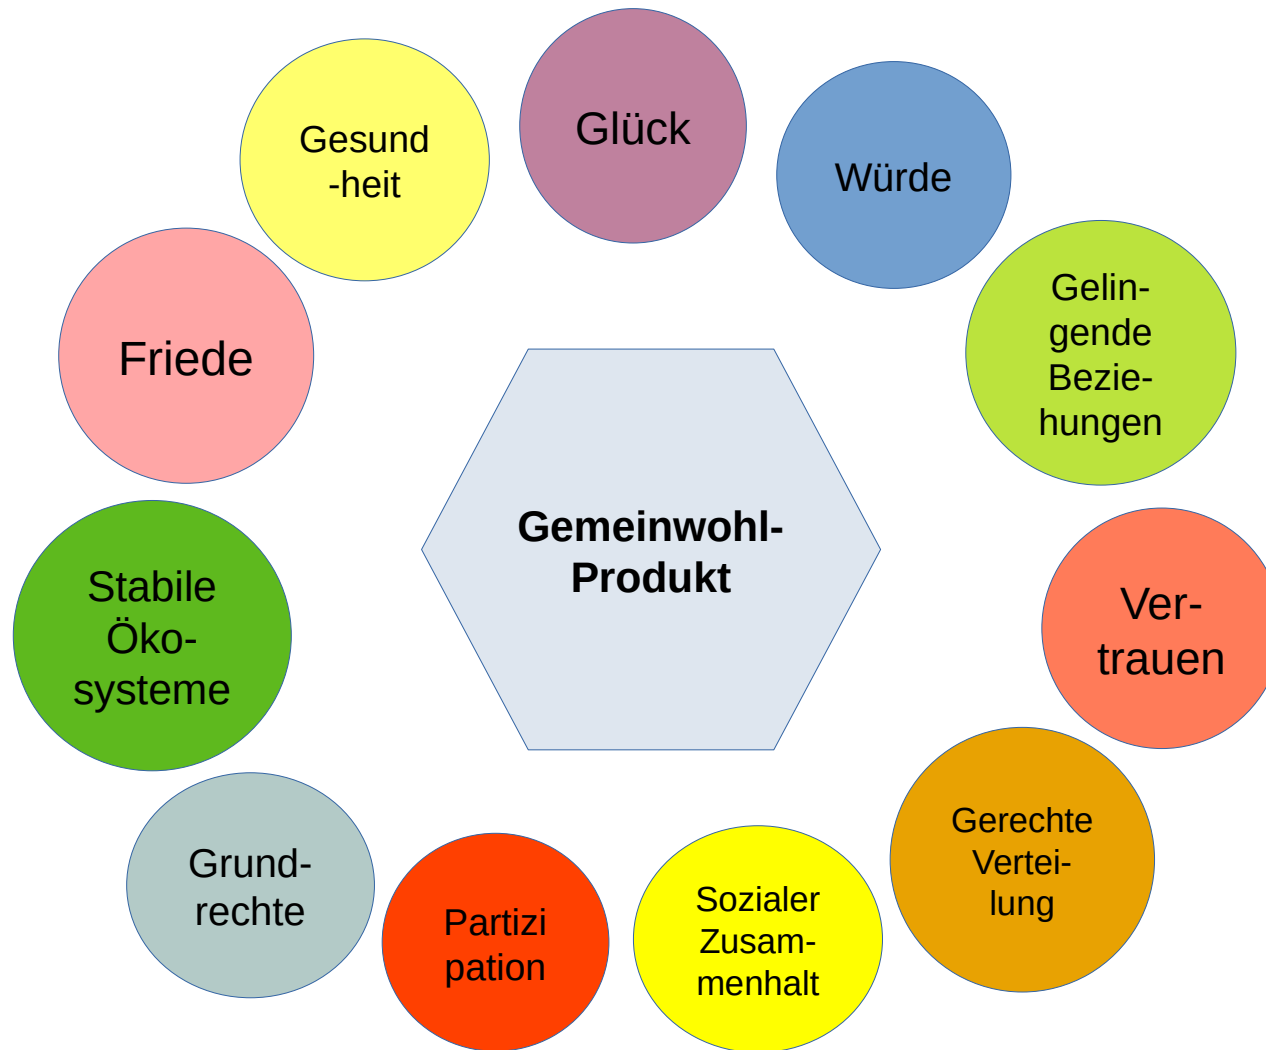 Glück
Gesund
-heit
Würde
Gelin-
gende
Bezie-
hungen
Friede
Gemeinwohl-
Produkt
Stabile
Öko-
systeme
Ver-
trauen
Gerechte
Vertei-
lung
Grund-
rechte
Partizi
pation
Sozialer
Zusam-
menhalt